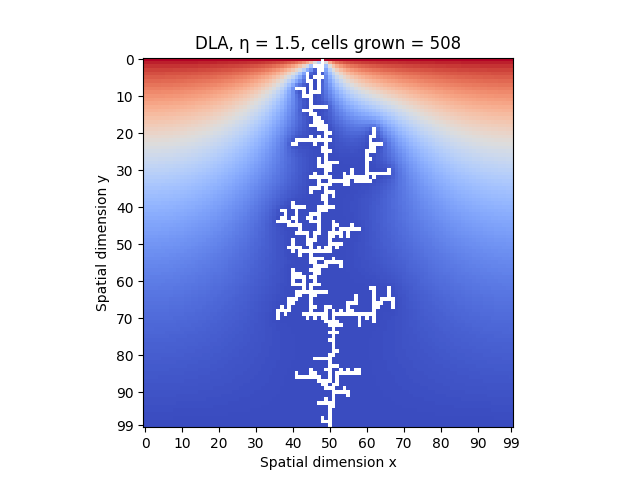 DLA, η = 1.5, cells grown = 508
0
10
20
30
40
50
60
70
80
90
99
Spatial dimension y
0 10 20 30 40 50 60 70 80 90 99
Spatial dimension x